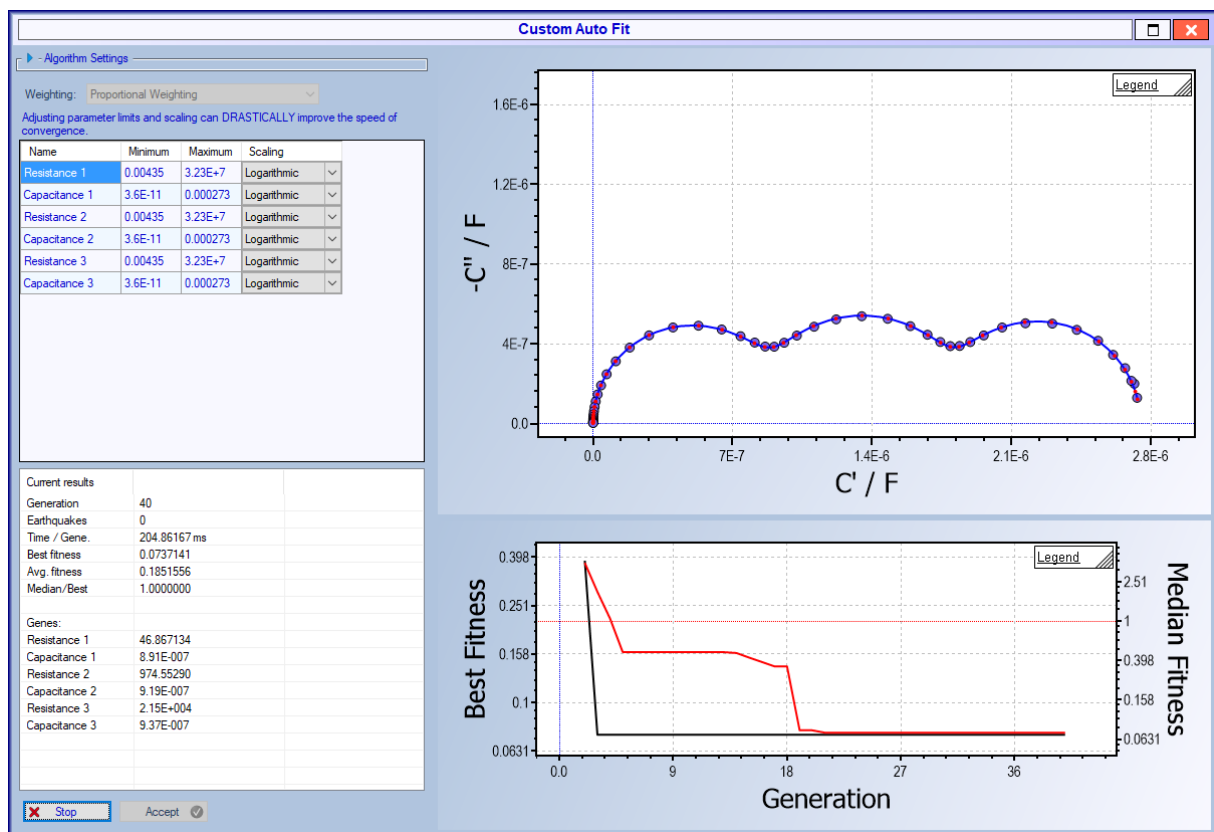 Custom Auto Fit
- Algorithm Settings
Weighting: Proportional Weighting
Adjusting parameter limits and scaling can DRASTICALLY improve the speed of
convergence.
Name Minimum Maximum Scaling
Resistance 1 0.00435 3.23E+7 Logarithmic
Capacitance 1 3.6E-11 0.000273 Logarithmic
Resistance 2 0.00435 3.23E+7 Logarithmic
Capacitance 2 3.6E-11 0.000273 Logarithmic
Resistance 3 0.00435 3.23E+7 Logarithmic
Capacitance 3 3.6E-11 0.000273 Logarithmic
Current results
Generation 40
Earthquakes 0
Time / Gene. 204.86167 ms
Best fitness 0.0737141
Avg. fitness 0.1851556
Median/Best 1.0000000
Genes:
Resistance 1 46.867134
Capacitance 1 8.91E-007
Resistance 2 974.55290
Capacitance 2 9.19E-007
Resistance 3 2.15E+004
Capacitance 3 9.37E-007
Stop Accept
Legend
-C" / F
1.6E-6
1.2E-6
8E-7
4E-7
0.0
0.0 7E-7 1.4E-6 2.1E-6 2.8E-6
C' / F
Legend
Best Fitness
0.398
0.251
0.158
0.1
0.0631
Median Fitness
2.51
1
0.398
0.158
0.0631
0.0 9 18 27 36
Generation